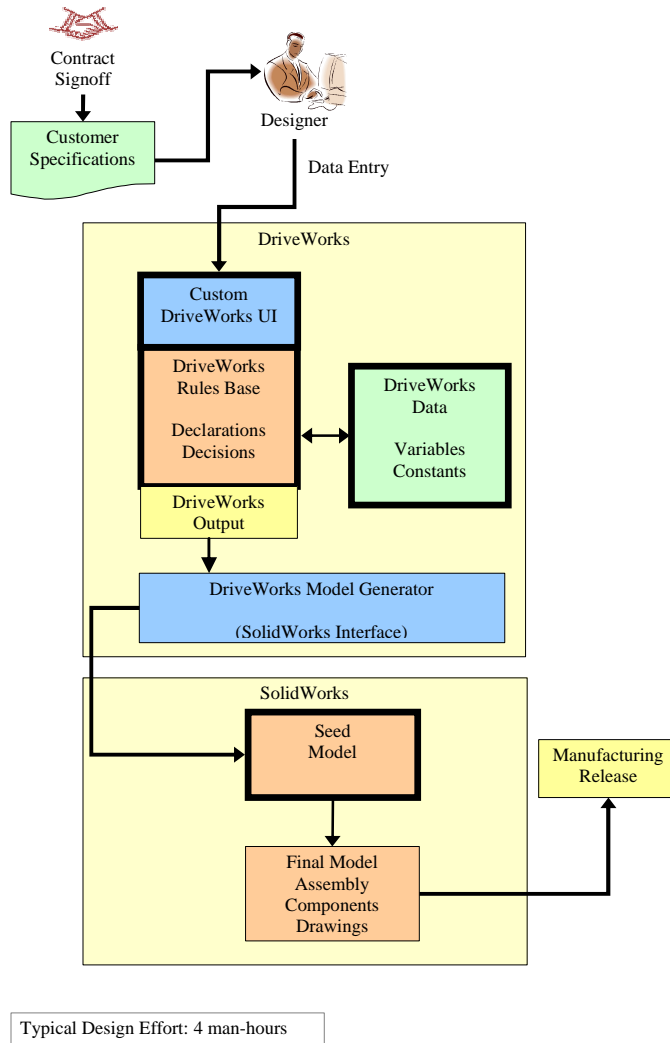 Contract
Signoff
Customer
Specifications
Designer
Data Entry
DriveWorks
Custom
DriveWorks UI
DriveWorks
Rules Base
Declarations
Decisions
DriveWorks
Data
Variables
Constants
DriveWorks
Output
DriveWorks Model Generator
(SolidWorks Interface)
SolidWorks
Seed
Model
Manufacturing
Release
Final Model
Assembly
Components
Drawings
Typical Design Effort: 4 man-hours